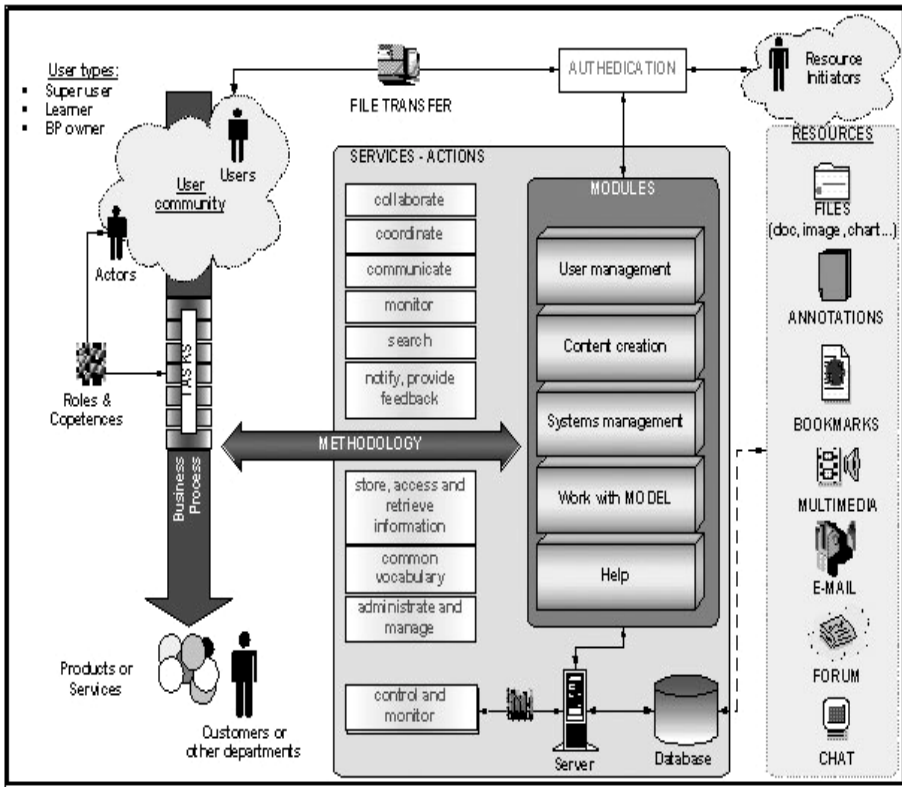 User types:
▪ Super user
▪ Learner
▪ BP owner
User
community
Users
Actors
Roles &
Copetences
TASKS
Business
Process
Products or
Services
Customers or
other departments
FILE TRANSFER
AUTHEDICATION
Resource
Initiators
SERVICES - ACTIONS
collaborate
coordinate
communicate
monitor
search
notify, provide
feedback
METHODOLOGY
store, access and
retrieve
information
common
vocabulary
administrate and
manage
control and
monitor
MODULES
User management
Content creation
Systems management
Work with MODEL
Help
Server
Database
RESOURCES
FILES
(doc, image, chart...)
ANNOTATIONS
BOOKMARKS
MULTIMEDIA
E-MAIL
FORUM
CHAT